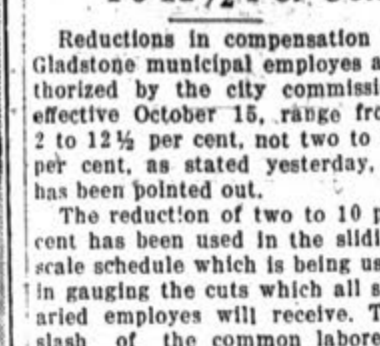 Reductions in compensation
Gladstone municipal employes a
thorized by the city commissi
effective October 15, range fro
2 to 12½ per cent, not two to
per cent, as stated yesterday,
has been pointed out.
The reduction of two to 10 p
cent has been used in the slidi
scale schedule which is being us
in gauging the cuts which all s
aried employes will receive. T
slash of the common labore